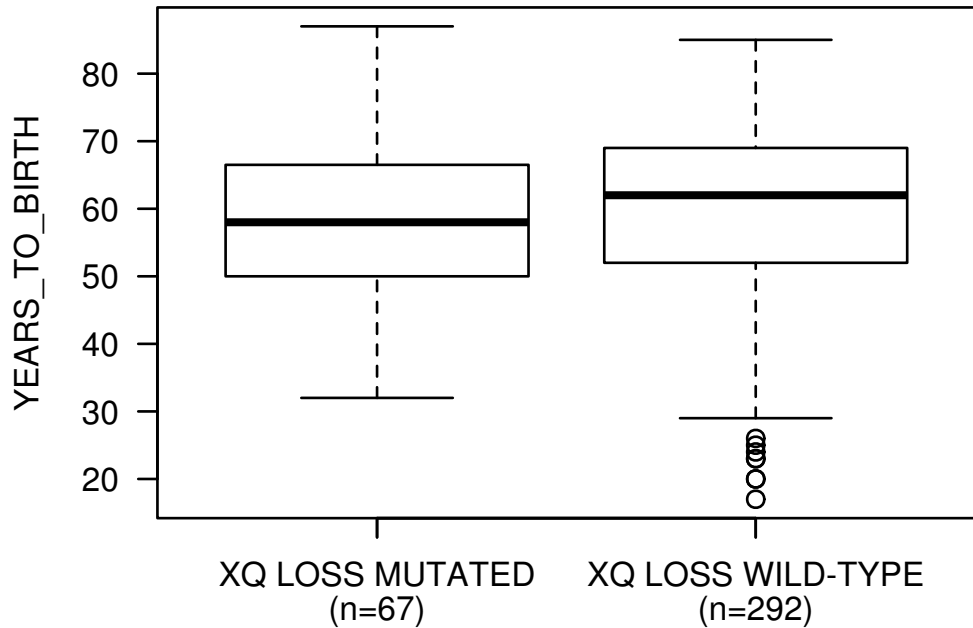 YEARS_TO_BIRTH
80
70
60
50
40
30
20
XQ LOSS MUTATED
(n=67)
XQ LOSS WILD-TYPE
(n=292)